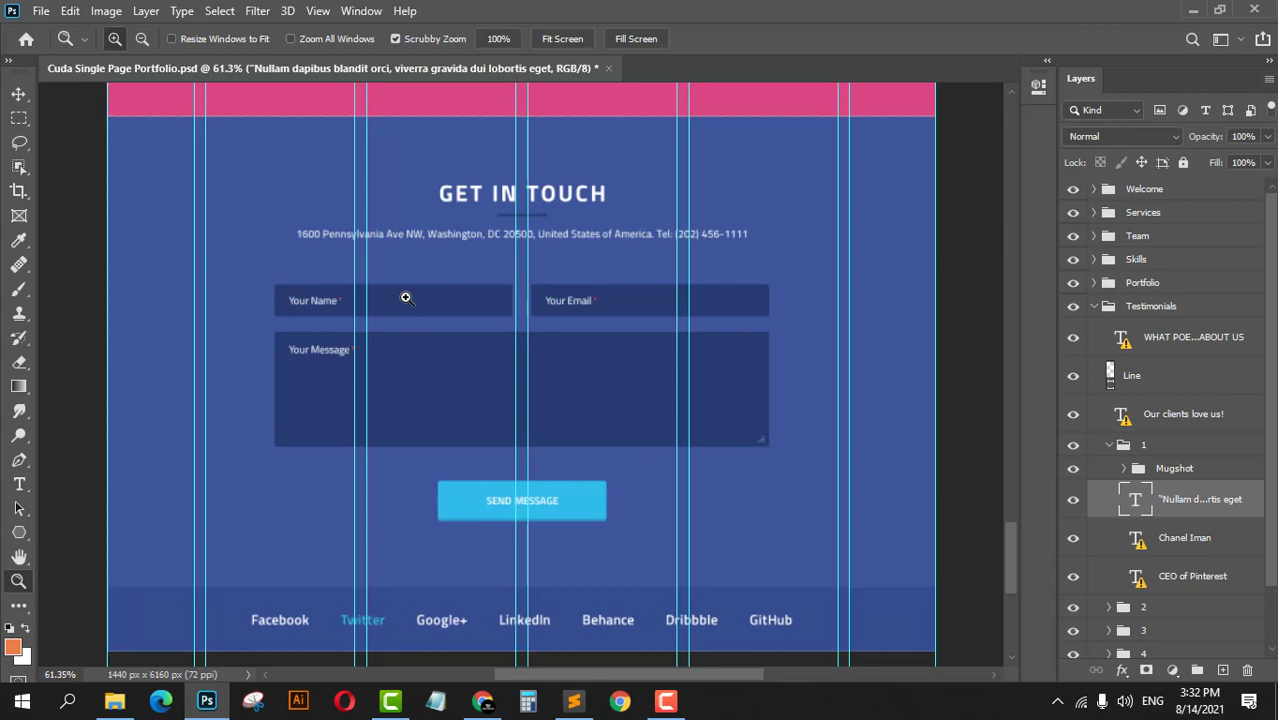 Ps File Edit Image Layer Type Select Filter 3D View Window Help
Resize Windows to Fit Zoom All Windows Scrubby Zoom 100% Fit Screen Fill Screen
Cuda Single Page Portfolio.psd @ 61.3% ("Nullam dapibus blandit orci, viverra gravida dui lobortis eget, RGB/8) * ×
GET IN TOUCH
1600 Pennsylvania Ave NW, Washington, DC 20500, United States of America. Tel: (202) 456-1111
Your Name * Your Email *
Your Message *
SEND MESSAGE
Facebook Twitter Google+ LinkedIn Behance Dribbble GitHub
61.35% 1440 px x 6160 px (72 ppi)
Layers
Kind
Normal Opacity: 100%
Lock: Fill: 100%
Welcome
Services
Team
Skills
Portfolio
Testimonials
WHAT POE...ABOUT US
Line
Our clients love us!
1
Mugshot
"Nullam d...rtis eget
Chanel Iman
CEO of Pinterest
2
3
4
fx
Ps Ai
ENG
3:32 PM
8/14/2021